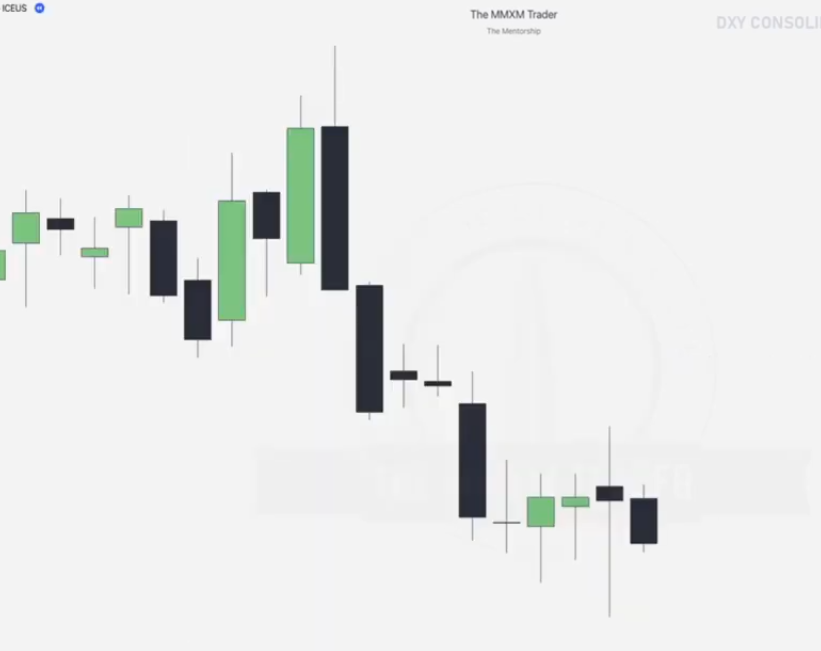 ICEUS
The MMXM Trader
The Mentorship
DXY CONSOLI